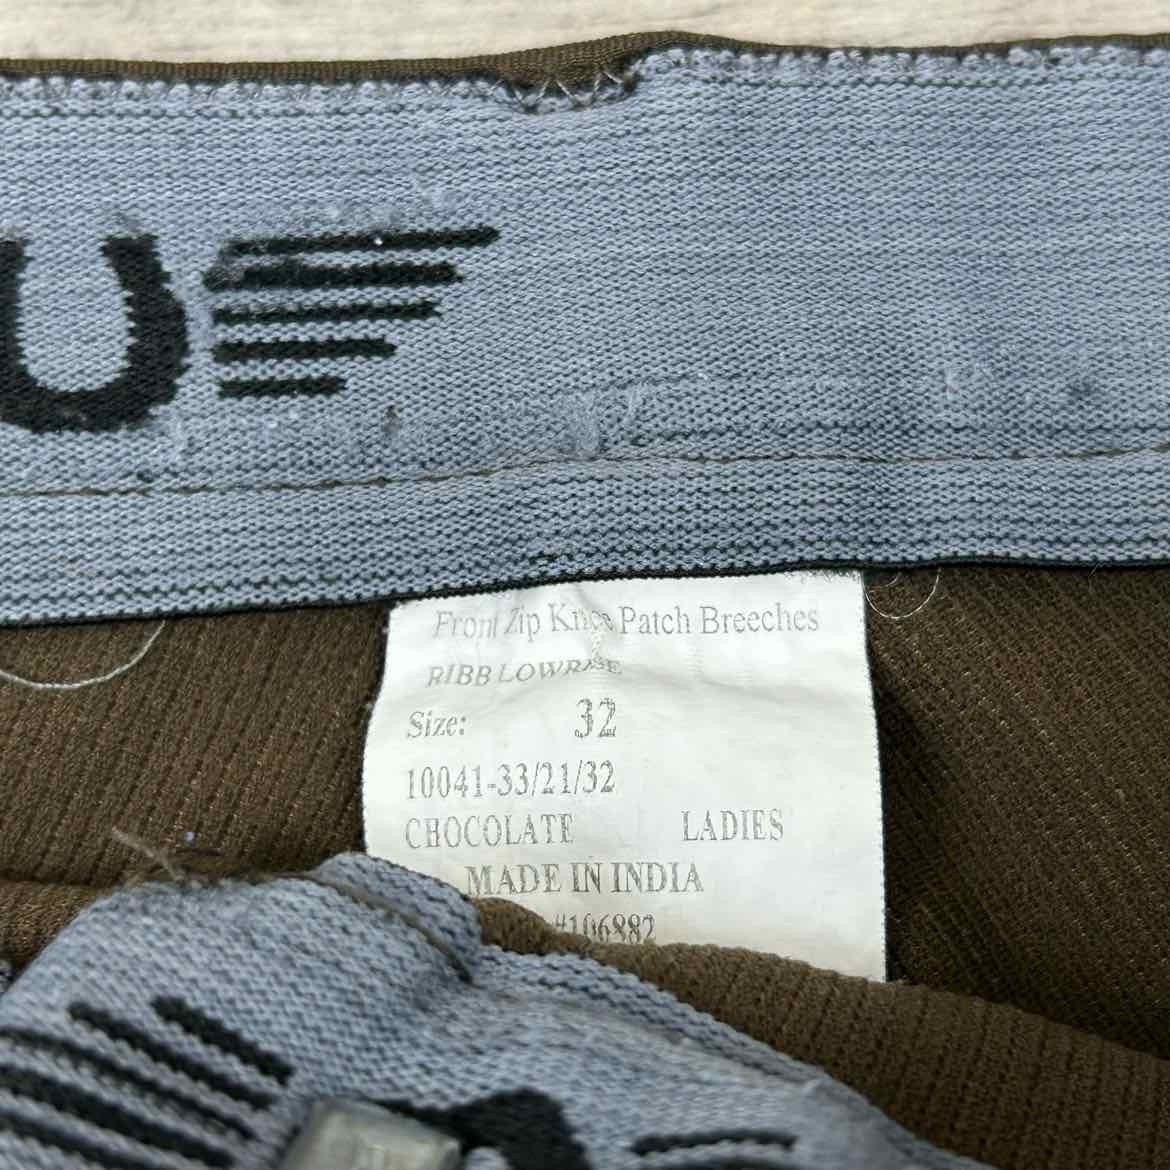 Front Zip Knee Patch Breeches
RIBB LOWRISE
Size: 32
10041-33/21/32
CHOCOLATE LADIES
MADE IN INDIA
#106882